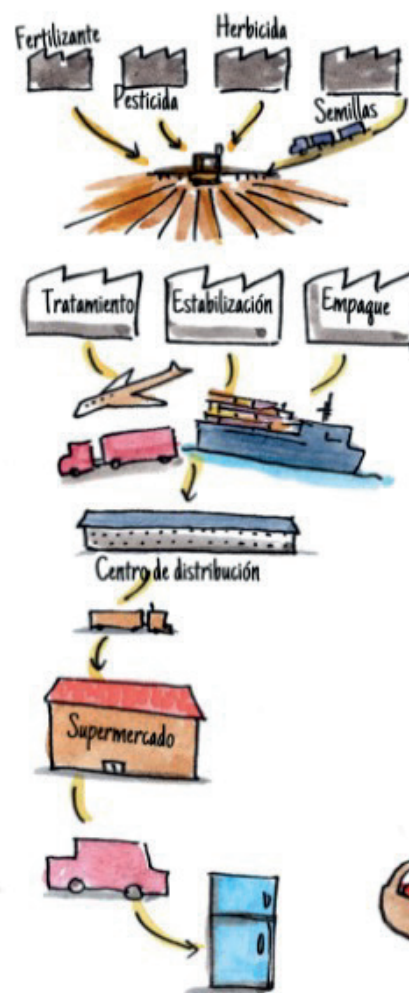 Fertilizante
Herbicida
Pesticida
Semillas
Tratamiento
Estabilización
Empaque
Centro de distribución
Supermercado